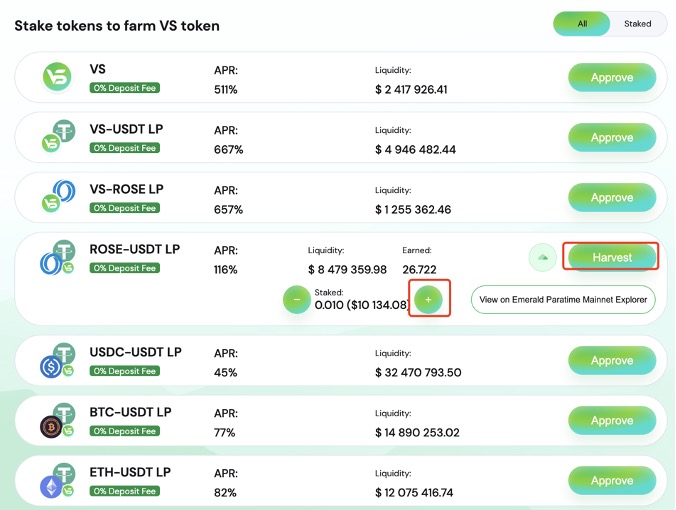 Stake tokens to farm VS token
All Staked
VS
0% Deposit Fee
APR:
511%
Liquidity:
$ 2 417 926.41
Approve
VS-USDT LP
0% Deposit Fee
APR:
667%
Liquidity:
$ 4 946 482.44
Approve
VS-ROSE LP
0% Deposit Fee
APR:
657%
Liquidity:
$ 1 255 362.46
Approve
ROSE-USDT LP
0% Deposit Fee
APR:
116%
Liquidity:
$ 8 479 359.98
Earned:
26.722
Harvest
−
Staked:
0.010 ($10 134.08)
+
View on Emerald Paratime Mainnet Explorer
USDC-USDT LP
0% Deposit Fee
APR:
45%
Liquidity:
$ 32 470 793.50
Approve
BTC-USDT LP
0% Deposit Fee
APR:
77%
Liquidity:
$ 14 890 253.02
Approve
ETH-USDT LP
0% Deposit Fee
APR:
82%
Liquidity:
$ 12 075 416.74
Approve